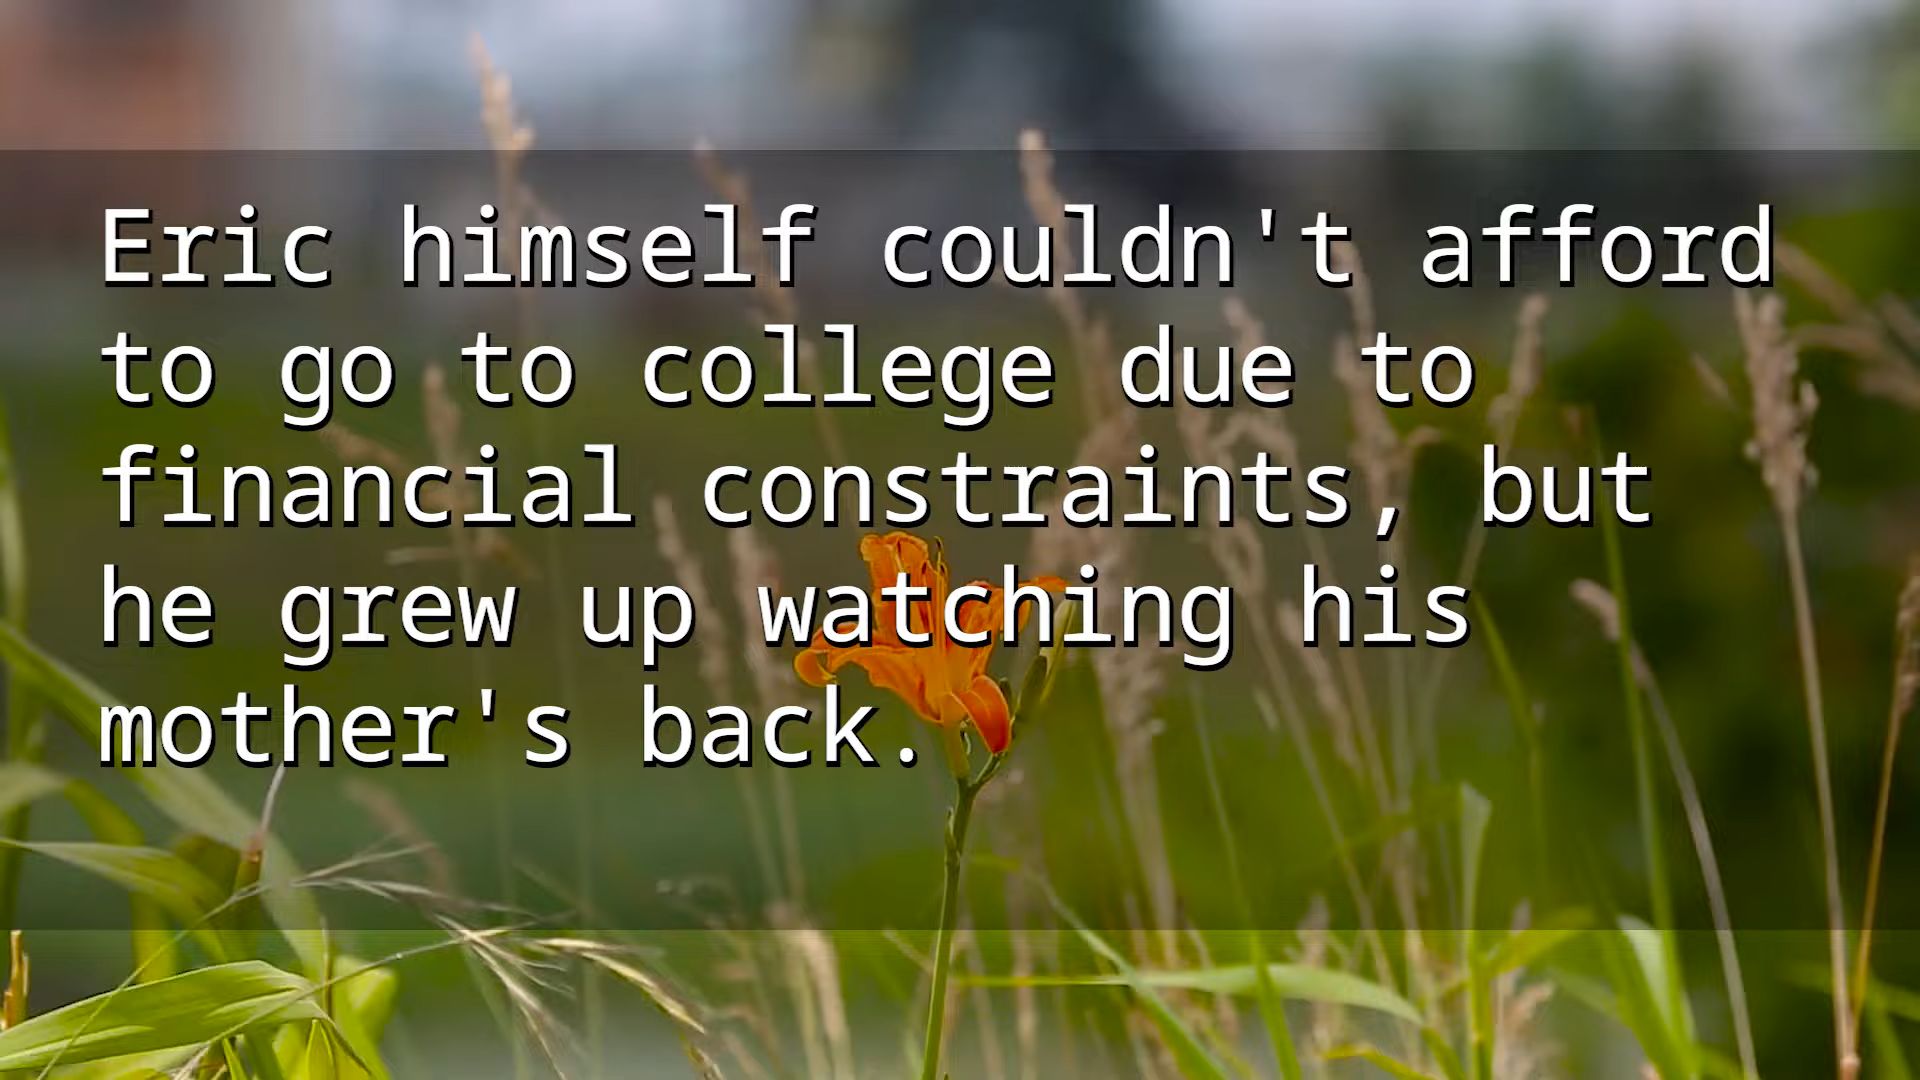 Eric himself couldn't afford
to go to college due to
financial constraints, but
he grew up watching his
mother's back.